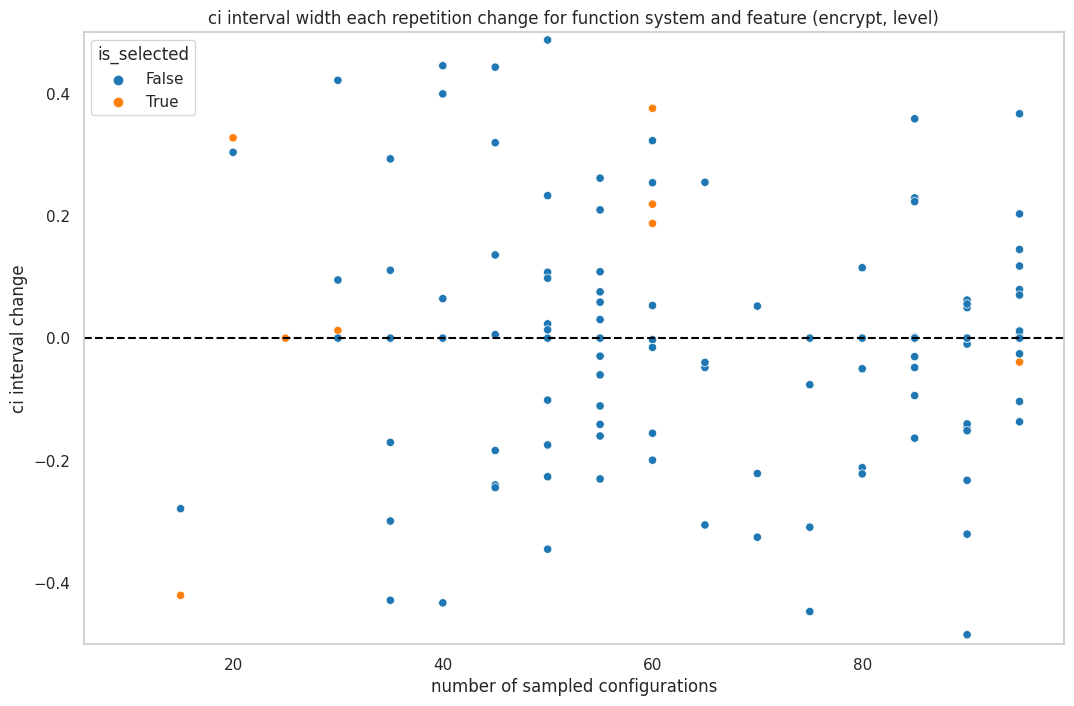 ci interval width each repetition change for function system and feature (encrypt, level)
is_selected
False
True
ci interval change
0.4
0.2
0.0
−0.2
−0.4
20
40
60
80
number of sampled configurations